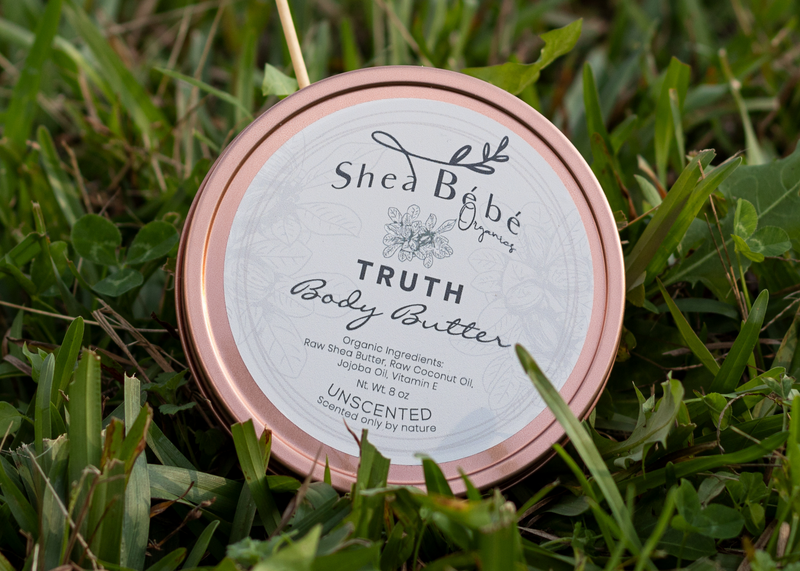 Shea Bébé
Organics
TRUTH
Body Butter
Organic Ingredients:
Raw Shea Butter, Raw Coconut Oil,
Jojoba Oil, Vitamin E
Nt. Wt. 8 oz
UNSCENTED
Scented only by nature